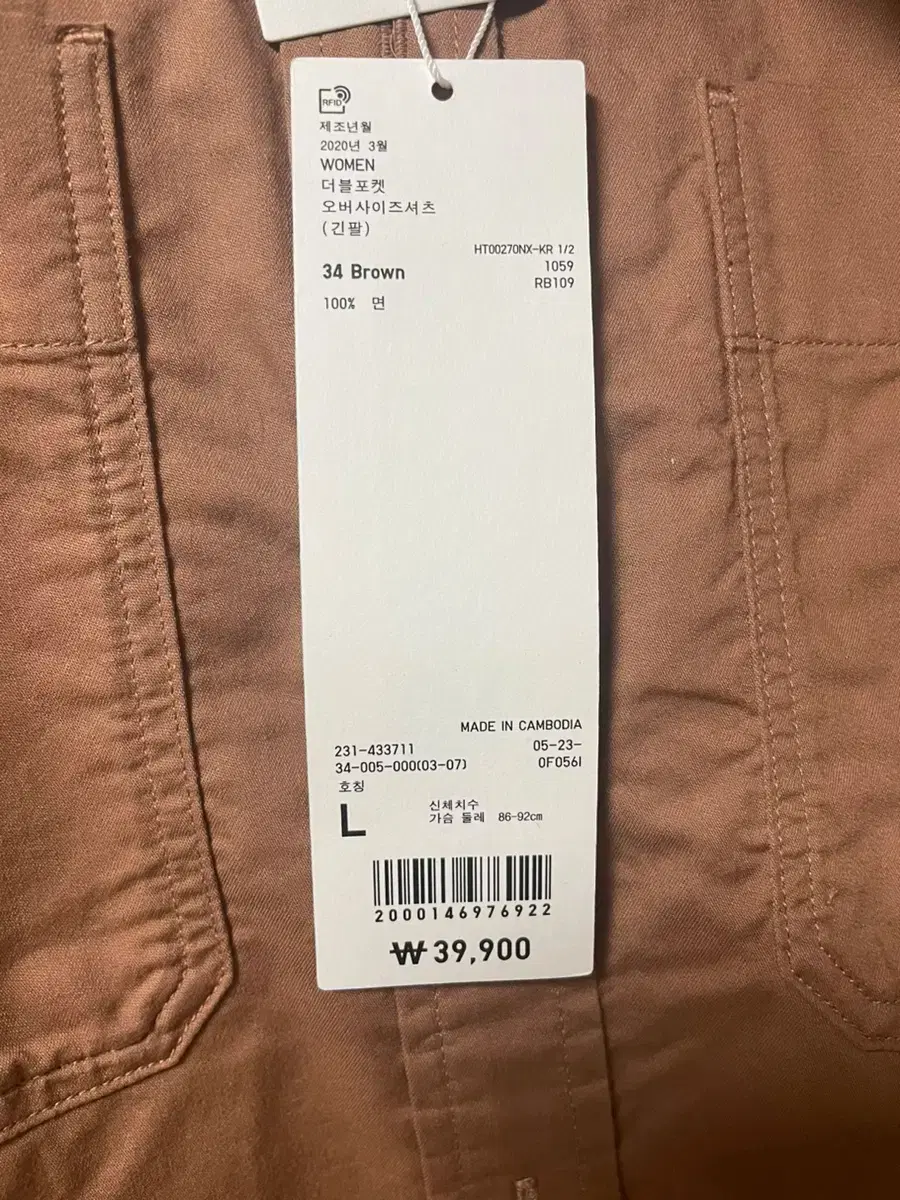 RFID
제조년월
2020년 3월
WOMEN
더블포켓
오버사이즈셔츠
(긴팔)
HT00270NX-KR 1/2
34 Brown
1059
RB109
100% 면
MADE IN CAMBODIA
231-433711
05-23-
34-005-000(03-07)
0F056I
호칭
L
신체치수
가슴 둘레 86-92cm
2000146976922
₩39,900